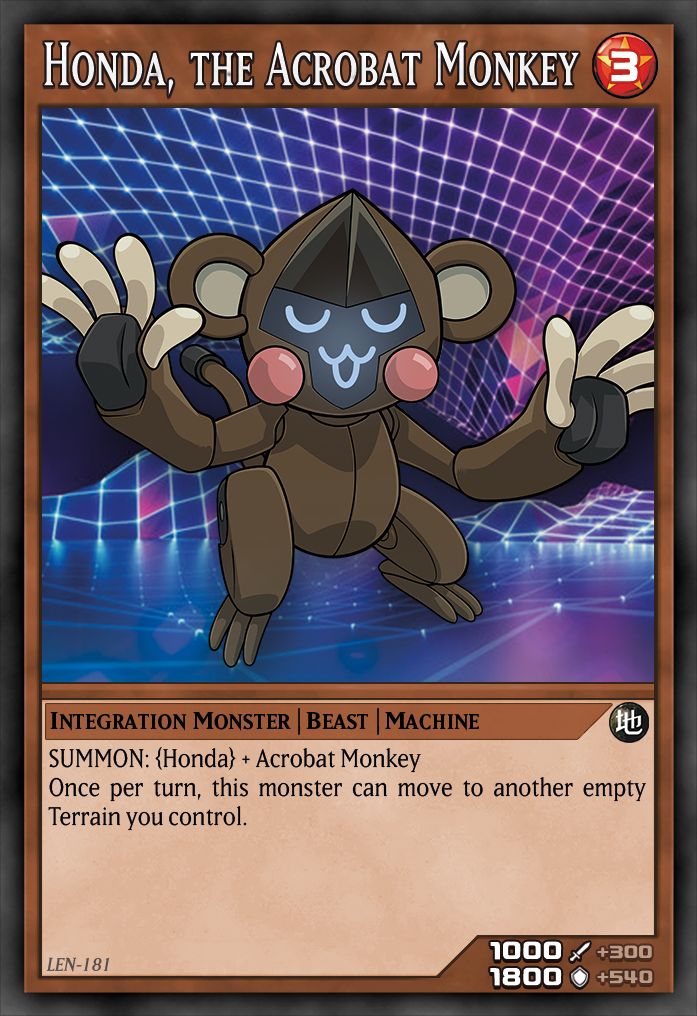 Honda, the Acrobat Monkey 3
Integration Monster | Beast | Machine
地
SUMMON: {Honda} + Acrobat Monkey
Once per turn, this monster can move to another empty
Terrain you control.
1000 +300
LEN-181
1800 +540